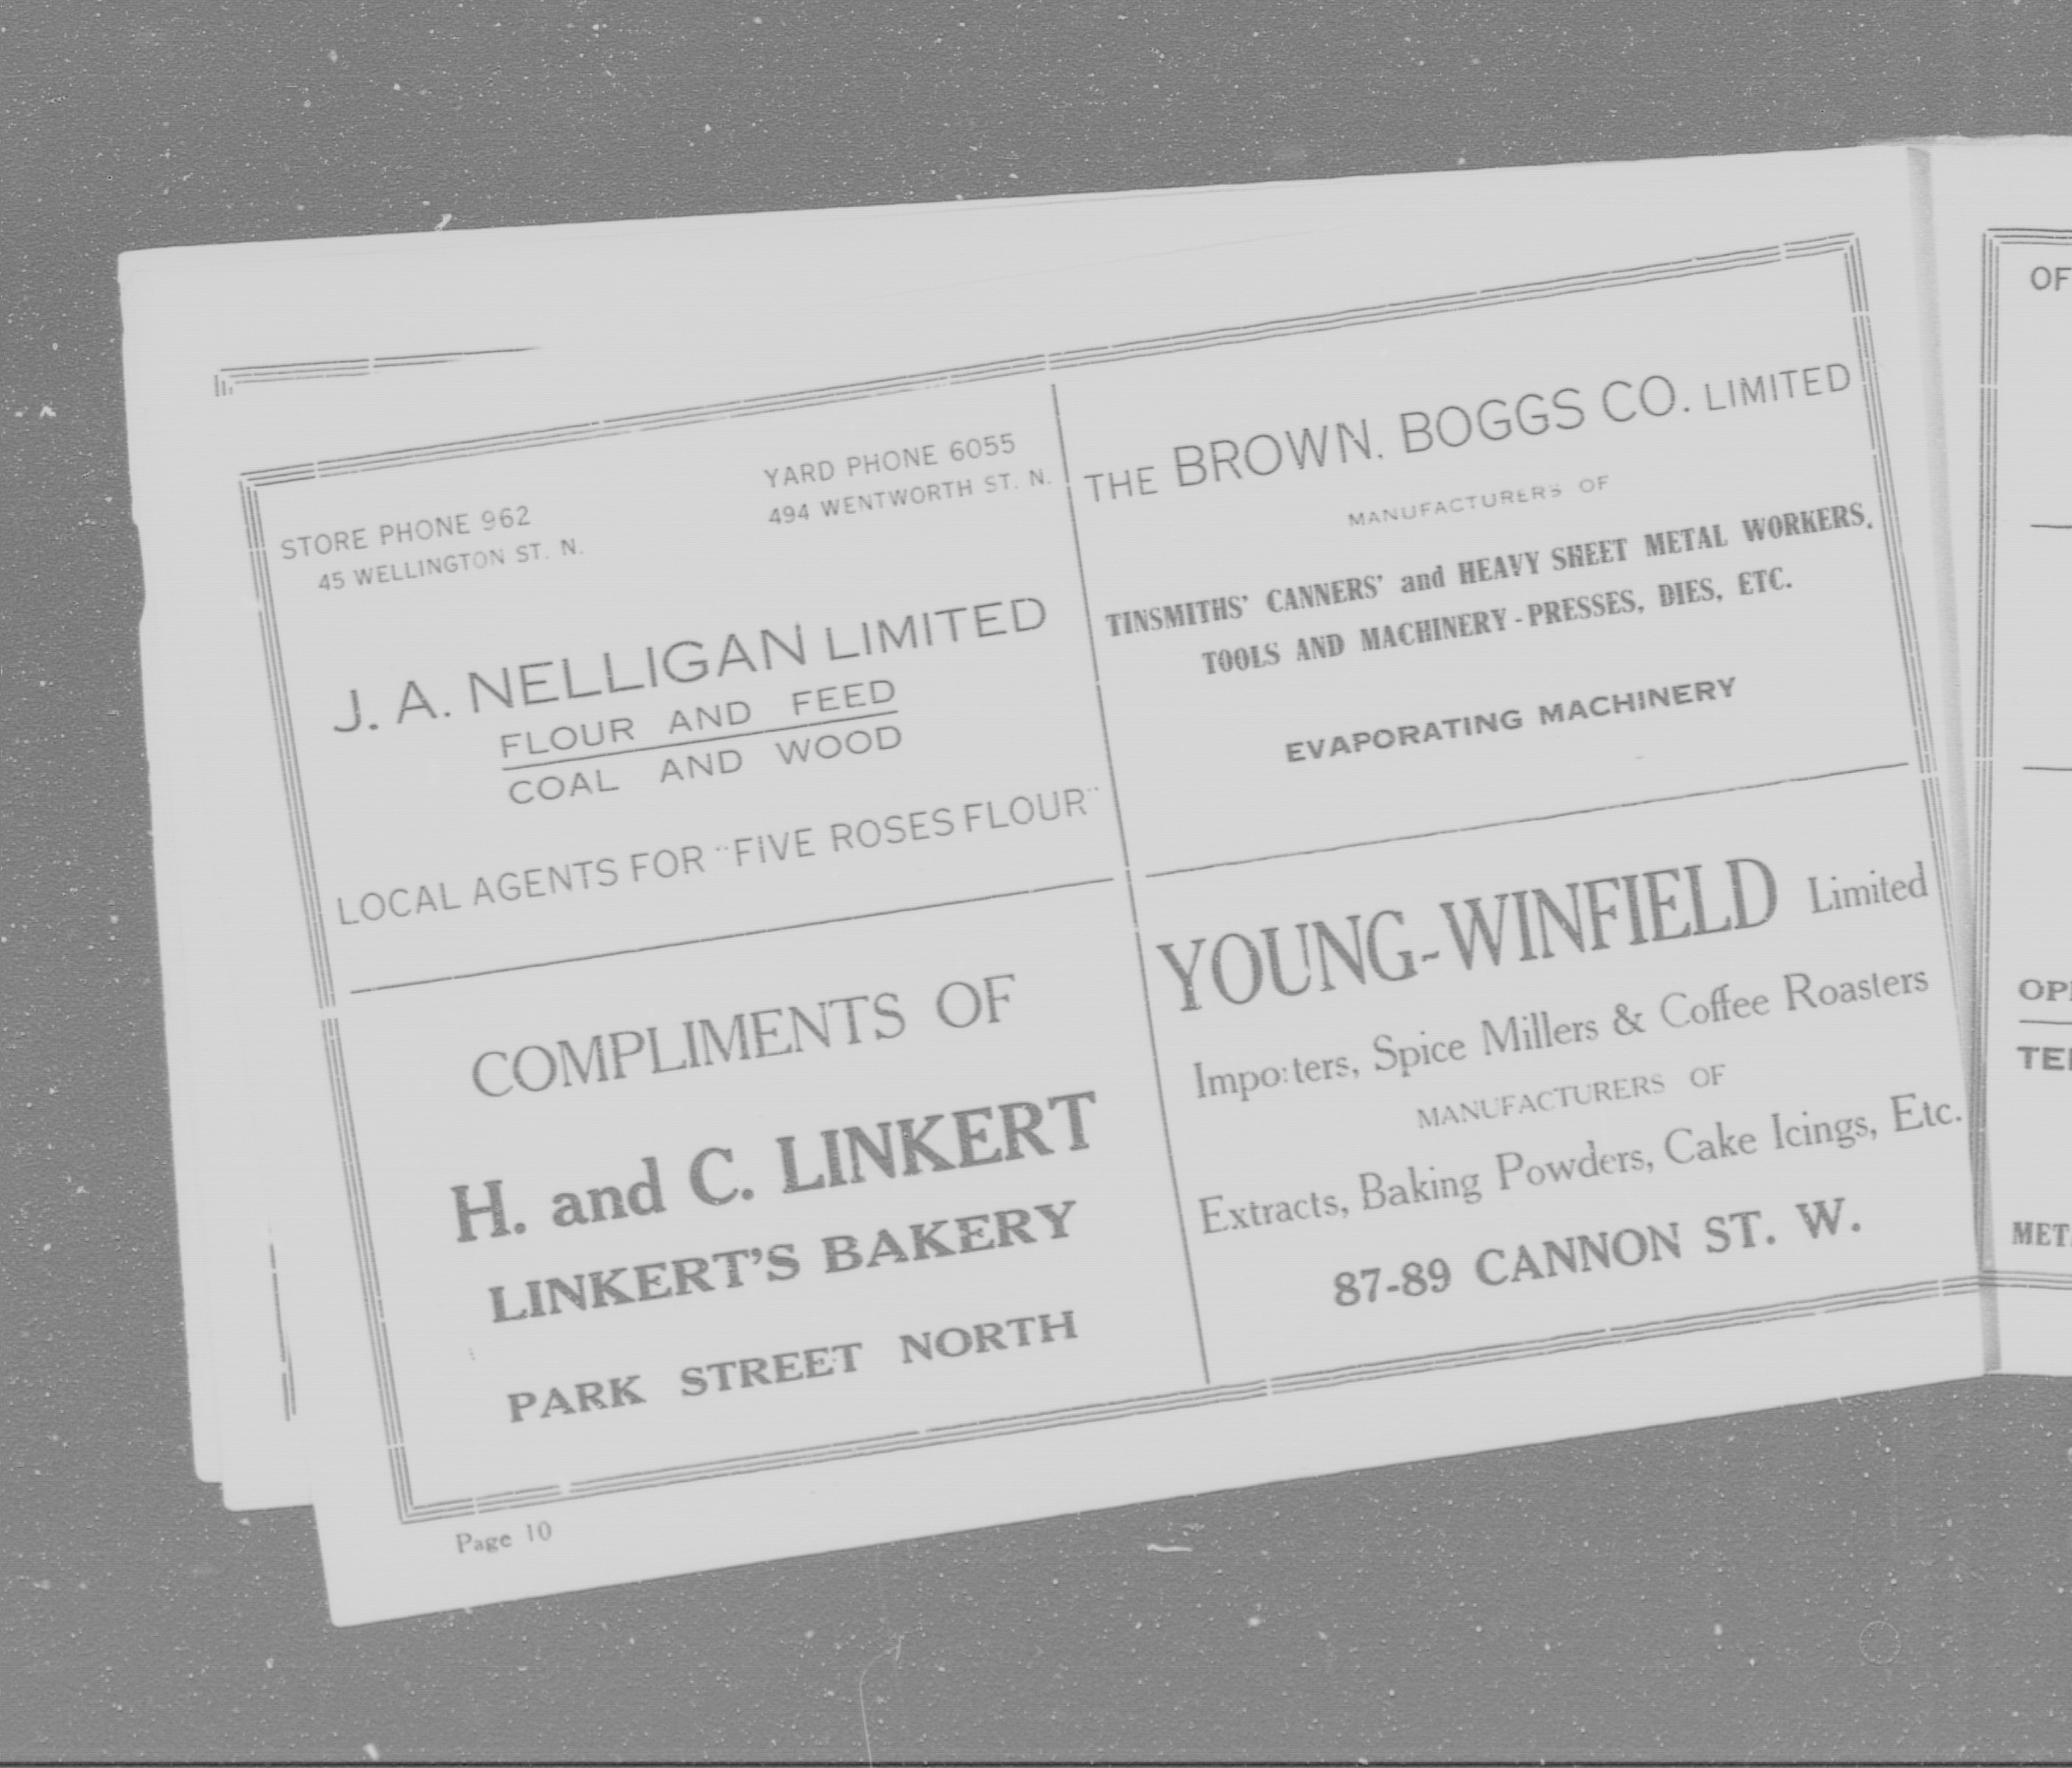 STORE PHONE 962
45 WELLINGTON ST. N.
YARD PHONE 6055
494 WENTWORTH ST. N.
J. A. NELLIGAN LIMITED
FLOUR AND FEED
COAL AND WOOD
LOCAL AGENTS FOR "FIVE ROSES FLOUR"
THE BROWN. BOGGS CO. LIMITED
MANUFACTURERS OF
TINSMITHS' CANNERS' and HEAVY SHEET METAL WORKERS.
TOOLS AND MACHINERY - PRESSES, DIES, ETC.
EVAPORATING MACHINERY
COMPLIMENTS OF
H. and C. LINKERT
LINKERT'S BAKERY
PARK STREET NORTH
YOUNG-WINFIELD Limited
Importers, Spice Millers & Coffee Roasters
MANUFACTURERS OF
Extracts, Baking Powders, Cake Icings, Etc.
87-89 CANNON ST. W.
Page 10
OF